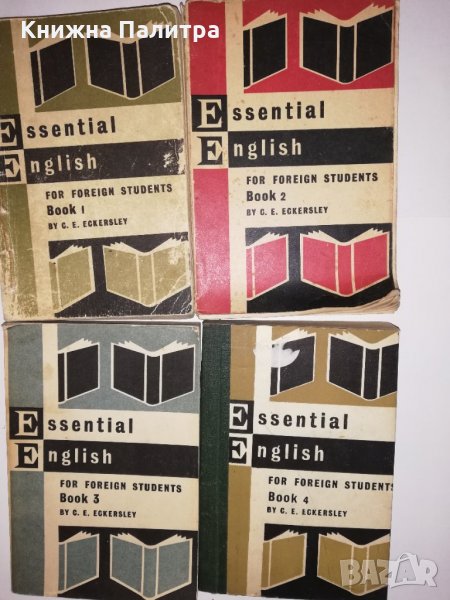 Книжна Палитра
Essential
English
FOR FOREIGN STUDENTS
Book 1
BY C. E. ECKERSLEY
Essential
English
FOR FOREIGN STUDENTS
Book 2
BY C. E. ECKERSLEY
Essential
English
FOR FOREIGN STUDENTS
Book 3
BY C. E. ECKERSLEY
Essential
English
FOR FOREIGN STUDENTS
Book 4
BY C. E. ECKERSLEY
BAZAR